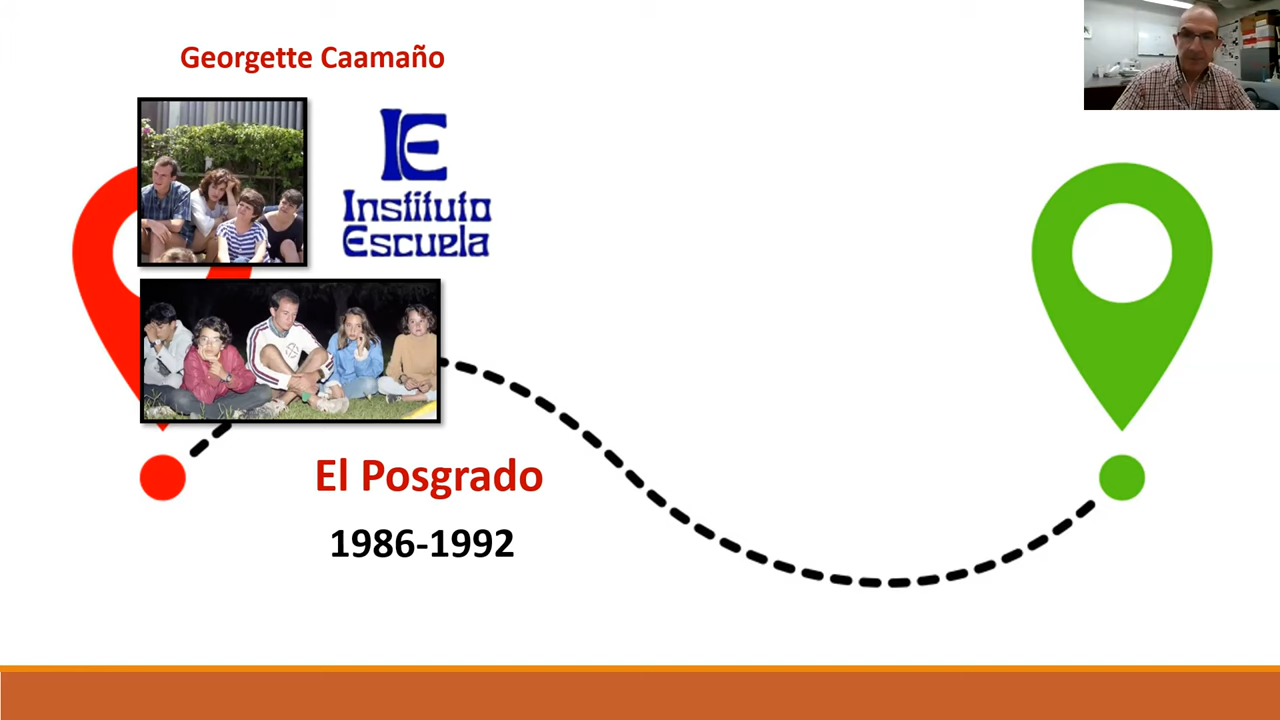 Georgette Caamaño
IE
Instituto
Escuela
El Posgrado
1986-1992